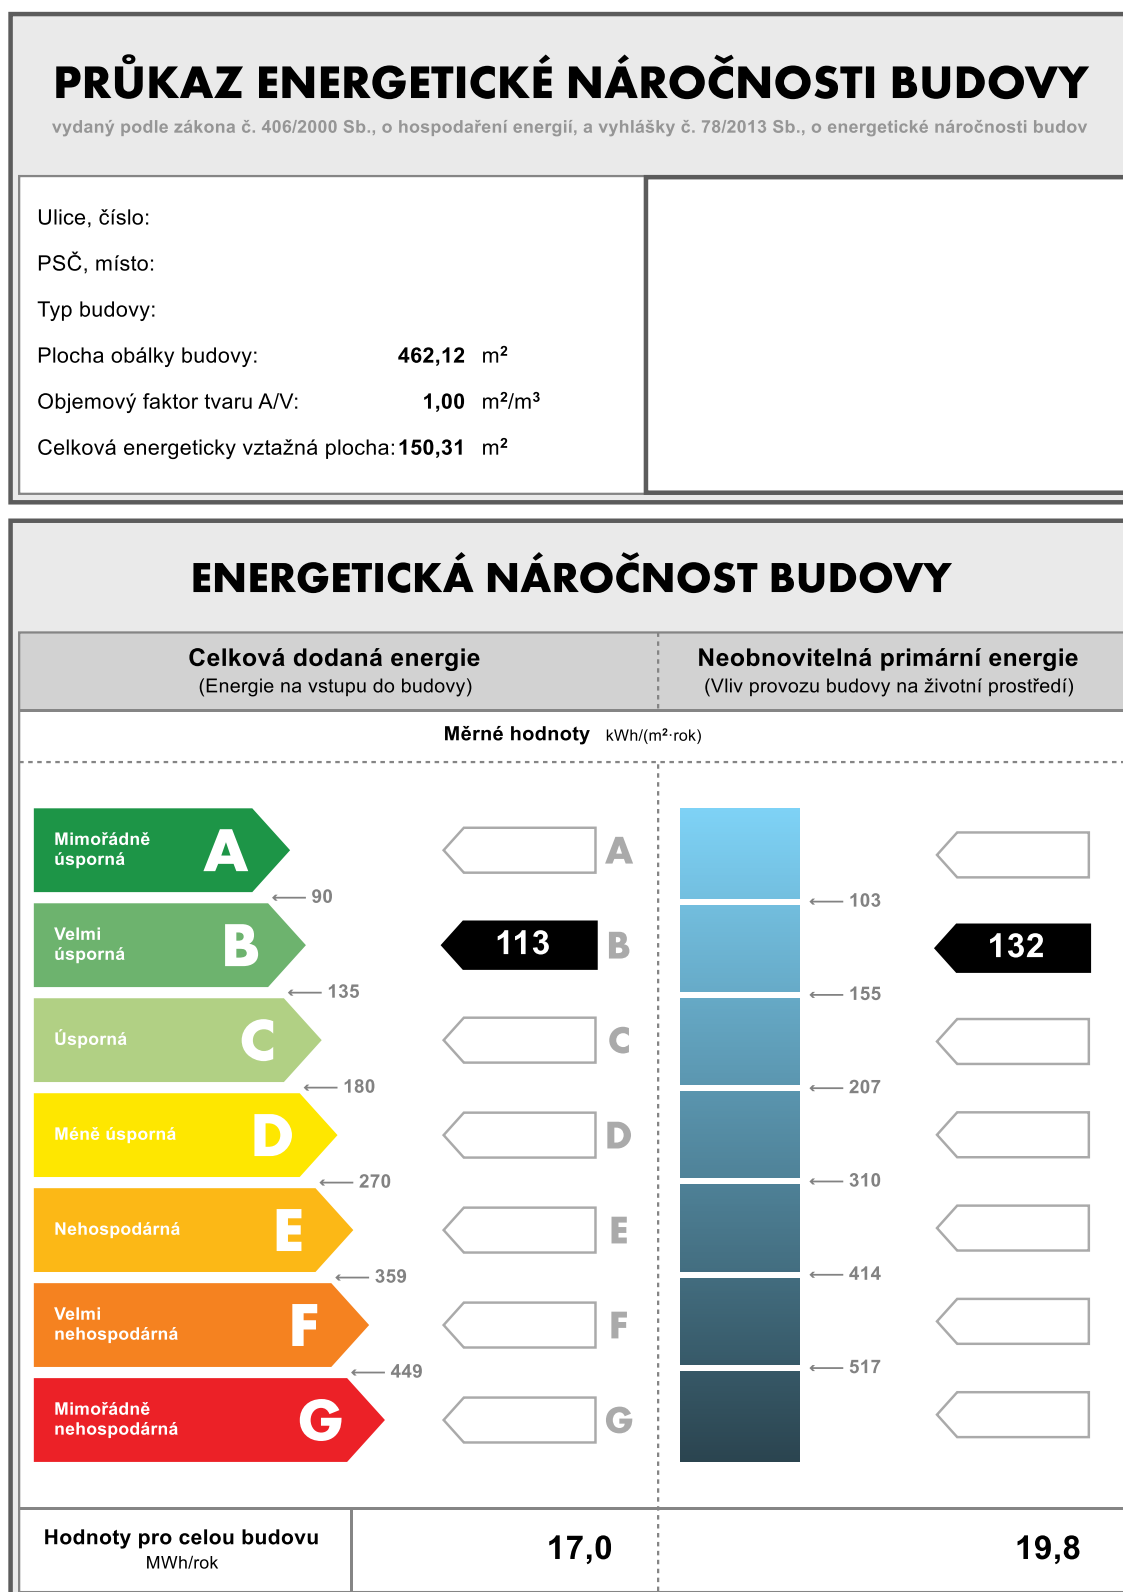 PRŮKAZ ENERGETICKÉ NÁROČNOSTI BUDOVY
vydaný podle zákona č. 406/2000 Sb., o hospodaření energií, a vyhlášky č. 78/2013 Sb., o energetické náročnosti budov
Ulice, číslo:
PSČ, místo:
Typ budovy:
Plocha obálky budovy: 462,12 m²
Objemový faktor tvaru A/V: 1,00 m²/m³
Celková energeticky vztažná plocha: 150,31 m²
ENERGETICKÁ NÁROČNOST BUDOVY
Celková dodaná energie
(Energie na vstupu do budovy)
Neobnovitelná primární energie
(Vliv provozu budovy na životní prostředí)
Měrné hodnoty kWh/(m²·rok)
Mimořádně
úsporná
A
A
90
103
Velmi
úsporná
B
113
B
132
135
155
Úsporná
C
C
180
207
Méně úsporná
D
D
270
310
Nehospodárná
E
E
359
414
Velmi
nehospodárná
F
F
449
517
Mimořádně
nehospodárná
G
G
Hodnoty pro celou budovu
MWh/rok
17,0
19,8